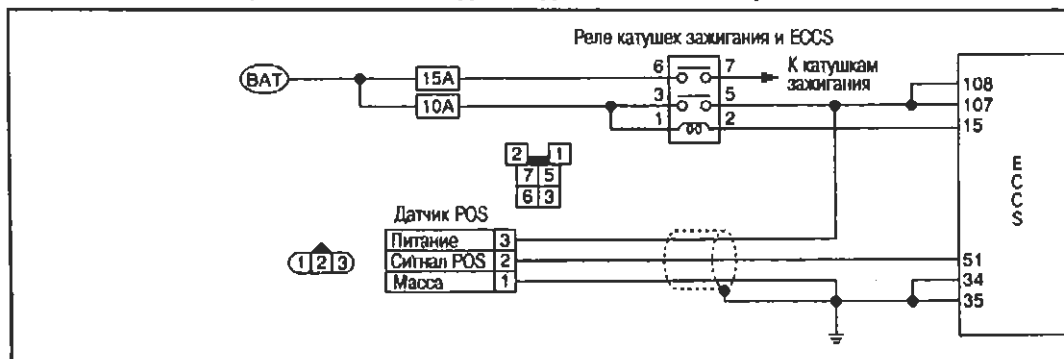 Реле катушек зажигания и ECCS
BAT
15A
10A
6
7
3
5
1
2
К катушкам
зажигания
108
107
15
2 1
7 5
6 3
E
C
C
S
Датчик POS
Питание 3
Сигнал POS 2
Масса 1
1 2 3
51
34
35